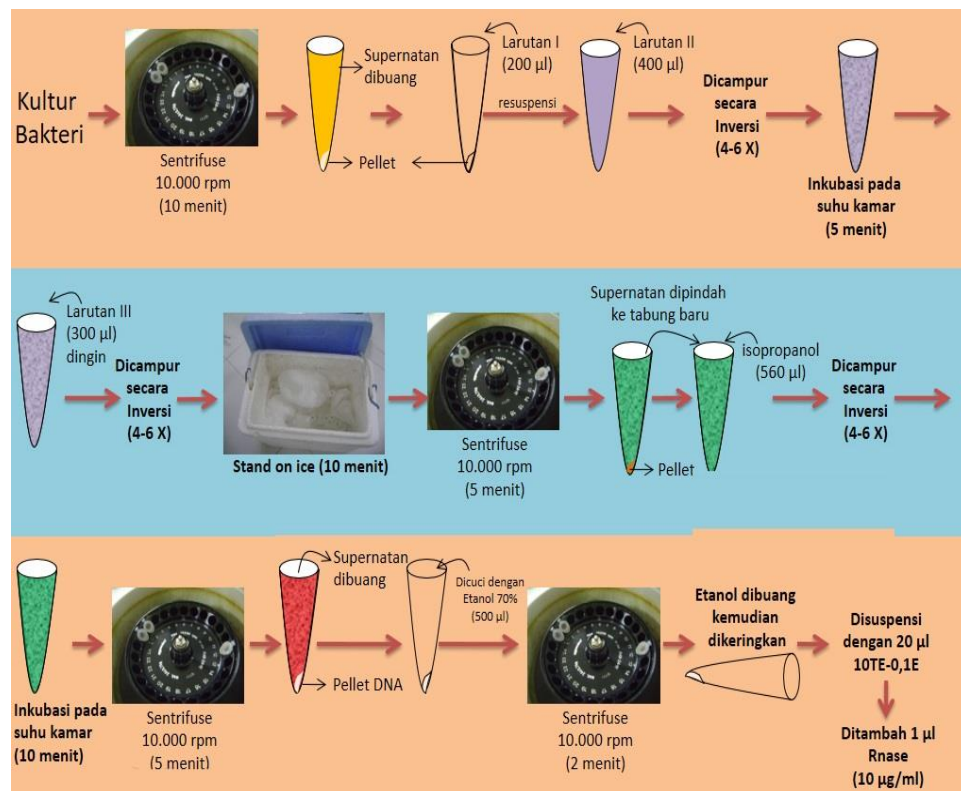 Kultur
Bakteri
Sentrifuse
10.000 rpm
(10 menit)
Supernatan
dibuang
Pellet
Larutan I
(200 µl)
resuspensi
Larutan II
(400 µl)
Dicampur
secara
Inversi
(4-6 X)
Inkubasi pada
suhu kamar
(5 menit)
Larutan III
(300 µl)
dingin
Dicampur
secara
Inversi
(4-6 X)
Stand on ice (10 menit)
Sentrifuse
10.000 rpm
(5 menit)
Supernatan dipindah
ke tabung baru
Pellet
isopropanol
(560 µl)
Dicampur
secara
Inversi
(4-6 X)
Inkubasi pada
suhu kamar
(10 menit)
Sentrifuse
10.000 rpm
(5 menit)
Supernatan
dibuang
Pellet DNA
Dicuci dengan
Etanol 70%
(500 µl)
Sentrifuse
10.000 rpm
(2 menit)
Etanol dibuang
kemudian
dikeringkan
Disuspensi
dengan 20 µl
10TE-0,1E
Ditambah 1 µl
Rnase
(10 µg/ml)